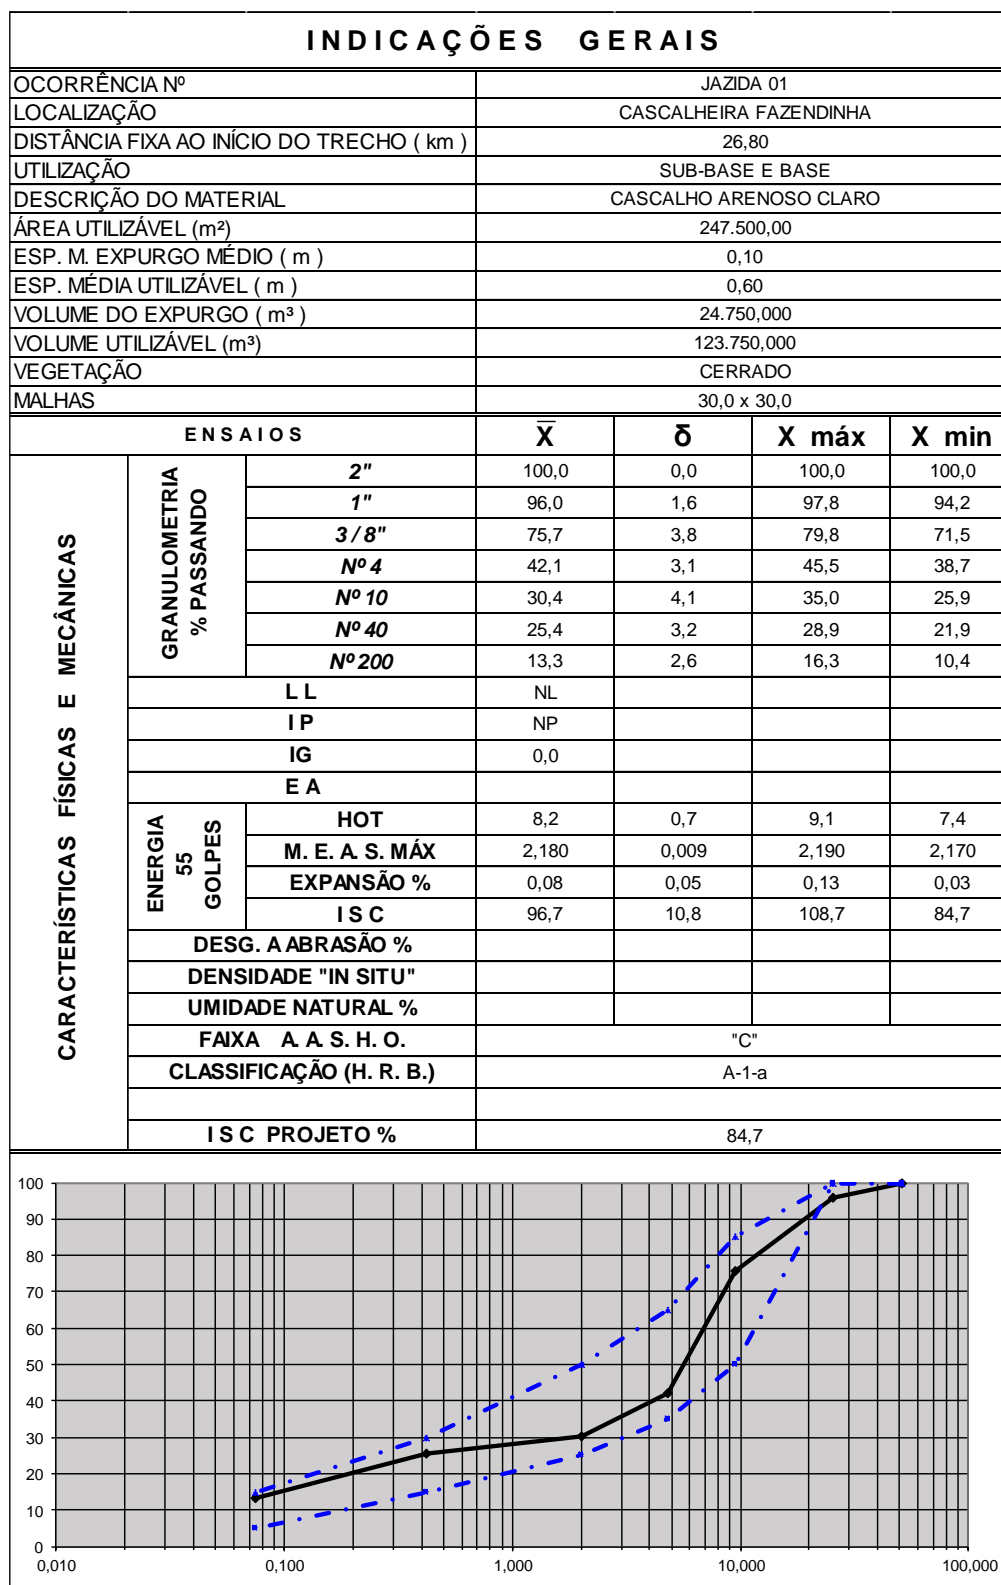 INDICAÇÕES GERAIS
OCORRÊNCIA Nº JAZIDA 01
LOCALIZAÇÃO CASCALHEIRA FAZENDINHA
DISTÂNCIA FIXA AO INÍCIO DO TRECHO ( km ) 26,80
UTILIZAÇÃO SUB-BASE E BASE
DESCRIÇÃO DO MATERIAL CASCALHO ARENOSO CLARO
ÁREA UTILIZÁVEL (m²) 247.500,00
ESP. M. EXPURGO MÉDIO ( m ) 0,10
ESP. MÉDIA UTILIZÁVEL ( m ) 0,60
VOLUME DO EXPURGO ( m³ ) 24.750,000
VOLUME UTILIZÁVEL (m³) 123.750,000
VEGETAÇÃO CERRADO
MALHAS 30,0 x 30,0
ENSAIOS X̅ δ X máx X min
CARACTERÍSTICAS FÍSICAS E MECÂNICAS
GRANULOMETRIA
% PASSANDO
2" 100,0 0,0 100,0 100,0
1" 96,0 1,6 97,8 94,2
3/8" 75,7 3,8 79,8 71,5
Nº 4 42,1 3,1 45,5 38,7
Nº 10 30,4 4,1 35,0 25,9
Nº 40 25,4 3,2 28,9 21,9
Nº 200 13,3 2,6 16,3 10,4
L L NL
I P NP
IG 0,0
E A
ENERGIA
55
GOLPES
HOT 8,2 0,7 9,1 7,4
M. E. A. S. MÁX 2,180 0,009 2,190 2,170
EXPANSÃO % 0,08 0,05 0,13 0,03
I S C 96,7 10,8 108,7 84,7
DESG. A ABRASÃO %
DENSIDADE "IN SITU"
UMIDADE NATURAL %
FAIXA A. A. S. H. O. "C"
CLASSIFICAÇÃO (H. R. B.) A-1-a
I S C PROJETO % 84,7
100
90
80
70
60
50
40
30
20
10
0
0,010 0,100 1,000 10,000 100,000